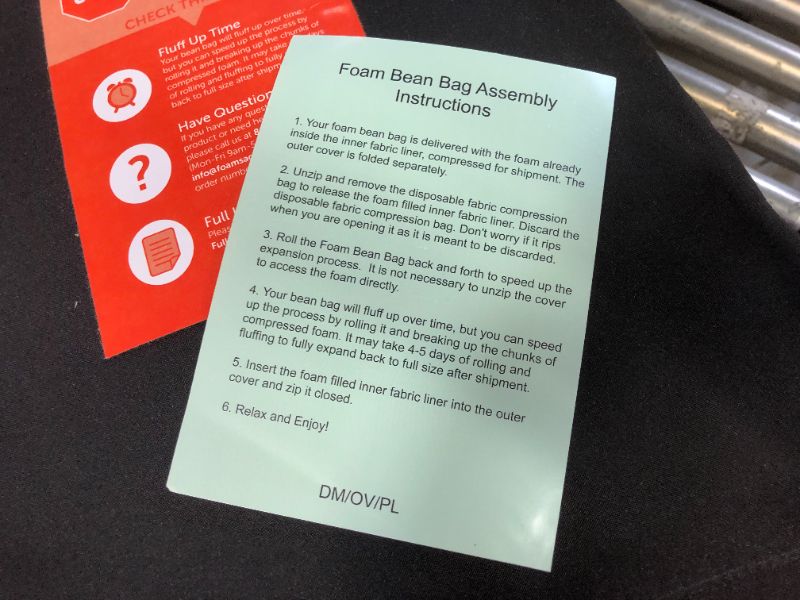 CHECK TH
Fluff Up Time
Your bean bag will fluff up over time,
but you can speed up the process by
rolling it and breaking up the chunks of
compressed foam. It may take days
of rolling and fluffing to fully
back to full size after shipm
Have Question
If you have any ques
product or need he
please call us at 8
(Mon-Fri 9am-5
info@foamsa
order numbe
Full
Pleas
Full
Foam Bean Bag Assembly
Instructions
1. Your foam bean bag is delivered with the foam already
inside the inner fabric liner, compressed for shipment. The
outer cover is folded separately.
2. Unzip and remove the disposable fabric compression
bag to release the foam filled inner fabric liner. Discard the
disposable fabric compression bag. Don't worry if it rips
when you are opening it as it is meant to be discarded.
3. Roll the Foam Bean Bag back and forth to speed up the
expansion process. It is not necessary to unzip the cover
to access the foam directly.
4. Your bean bag will fluff up over time, but you can speed
up the process by rolling it and breaking up the chunks of
compressed foam. It may take 4-5 days of rolling and
fluffing to fully expand back to full size after shipment.
5. Insert the foam filled inner fabric liner into the outer
cover and zip it closed.
6. Relax and Enjoy!
DM/OV/PL